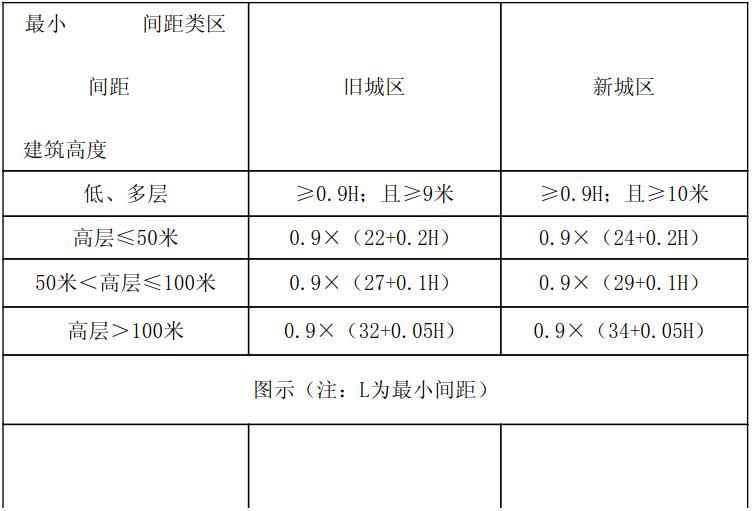 最小 间距类区
间距
建筑高度
旧城区
新城区
低、多层
≥0.9H；且≥9米
≥0.9H；且≥10米
高层≤50米
0.9×（22+0.2H）
0.9×（24+0.2H）
50米＜高层≤100米
0.9×（27+0.1H）
0.9×（29+0.1H）
高层＞100米
0.9×（32+0.05H）
0.9×（34+0.05H）
图示（注：L为最小间距）